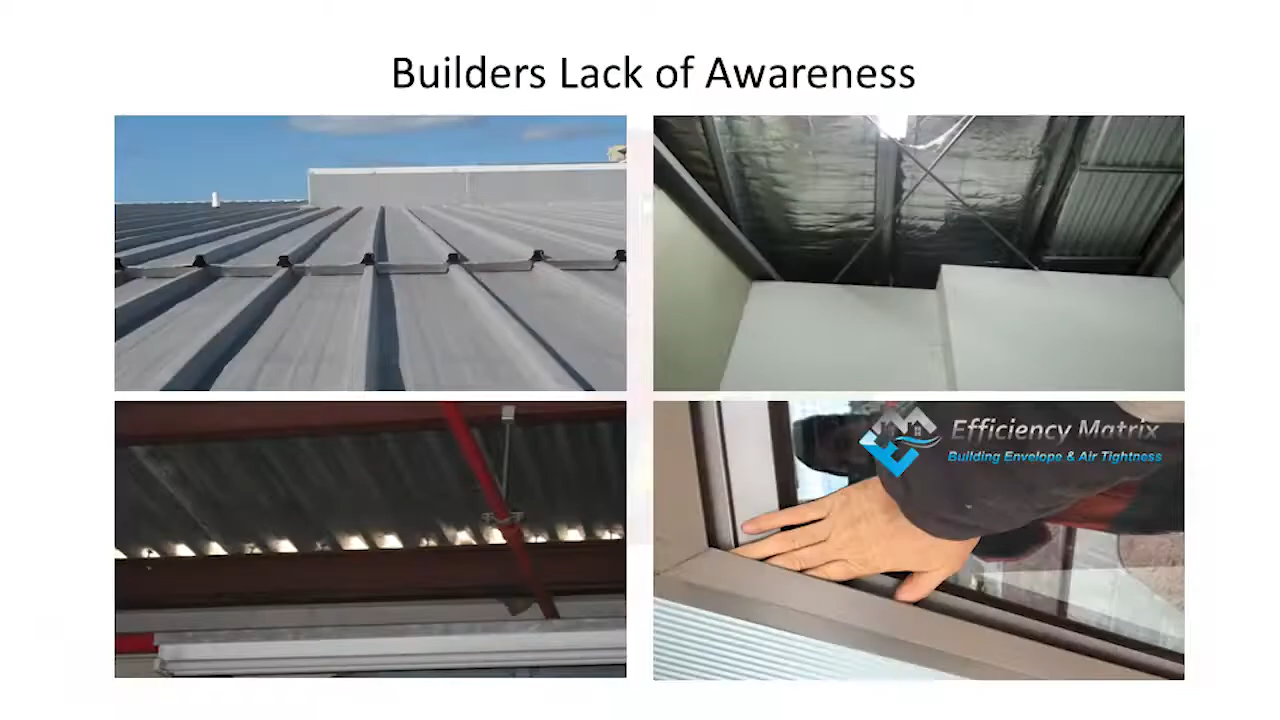 Builders Lack of Awareness
Efficiency Matrix
Building Envelope & Air Tightness